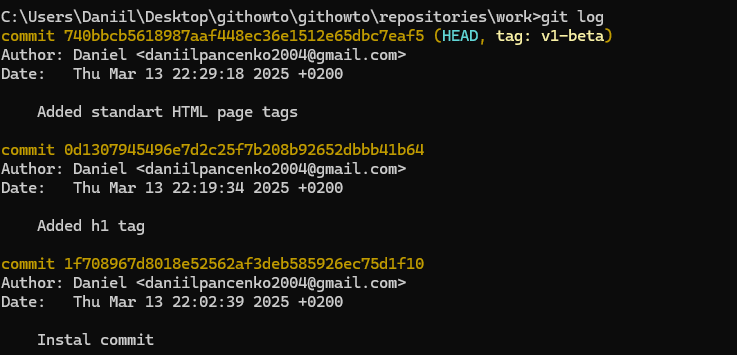 C:\Users\Daniil\Desktop\githowto\githowto\repositories\work>git log
commit 740bbcb5618987aaf448ec36e1512e65dbc7eaf5 (HEAD, tag: v1-beta)
Author: Daniel <daniilpancenko2004@gmail.com>
Date:   Thu Mar 13 22:29:18 2025 +0200
Added standart HTML page tags
commit 0d1307945496e7d2c25f7b208b92652dbbb41b64
Author: Daniel <daniilpancenko2004@gmail.com>
Date:   Thu Mar 13 22:19:34 2025 +0200
Added h1 tag
commit 1f708967d8018e52562af3deb585926ec75d1f10
Author: Daniel <daniilpancenko2004@gmail.com>
Date:   Thu Mar 13 22:02:39 2025 +0200
Instal commit